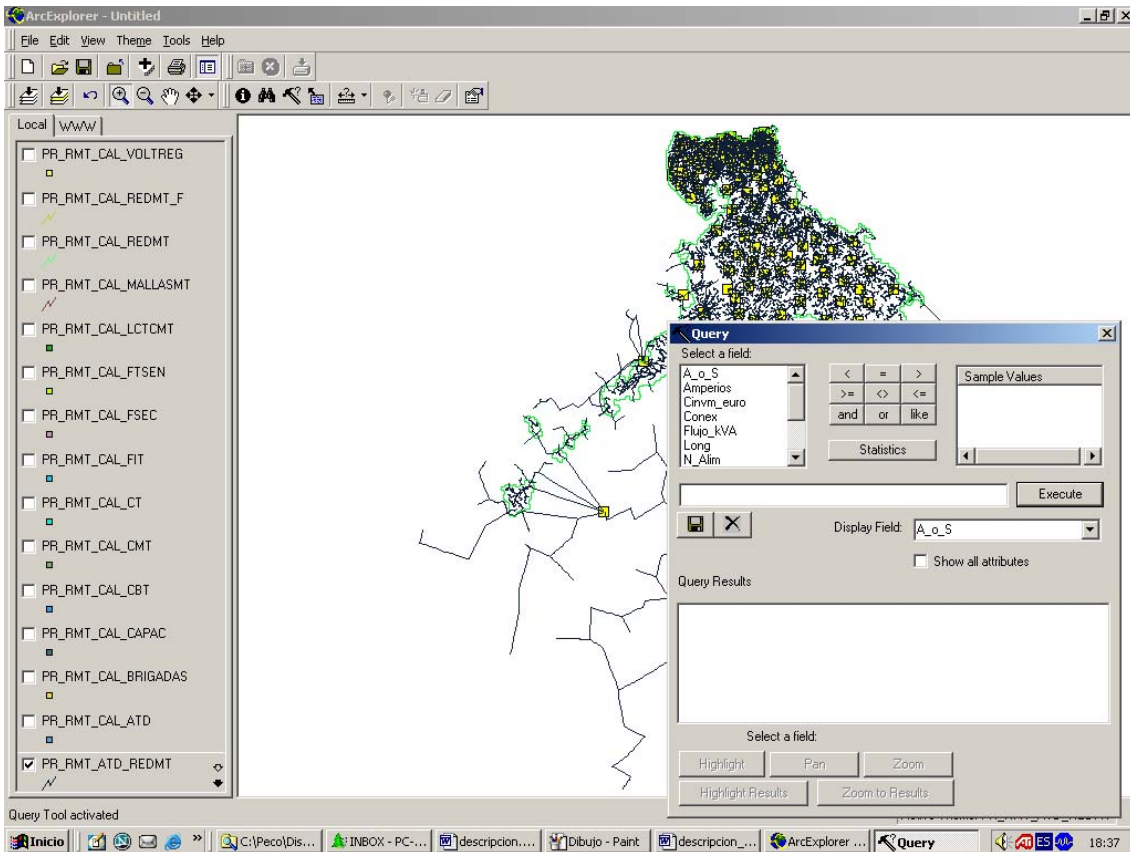 ArcExplorer - Untitled
File Edit View Theme Tools Help
Local WWW
PR_RMT_CAL_VOLTREG
PR_RMT_CAL_REDMT_F
PR_RMT_CAL_REDMT
PR_RMT_CAL_MALLASMT
PR_RMT_CAL_LCTCMT
PR_RMT_CAL_FTSEN
PR_RMT_CAL_FSEC
PR_RMT_CAL_FIT
PR_RMT_CAL_CT
PR_RMT_CAL_CMT
PR_RMT_CAL_CBT
PR_RMT_CAL_CAPAC
PR_RMT_CAL_BRIGADAS
PR_RMT_CAL_ATD
PR_RMT_ATD_REDMT
Query
Select a field:
A_o_S
Amperios
Cinvm_euro
Conex
Flujo_kVA
Long
N_Alim
< = >
>= <> <=
and or like
Statistics
Sample Values
Execute
Display Field: A_o_S
Show all attributes
Query Results
Select a field:
Highlight Pan Zoom
Highlight Results Zoom to Results
Query Tool activated
Inicio » C:\Peco\Dis... INBOX - PC-... descripcion.... Dibujo - Paint descripcion_... ArcExplorer ... Query ES 18:37